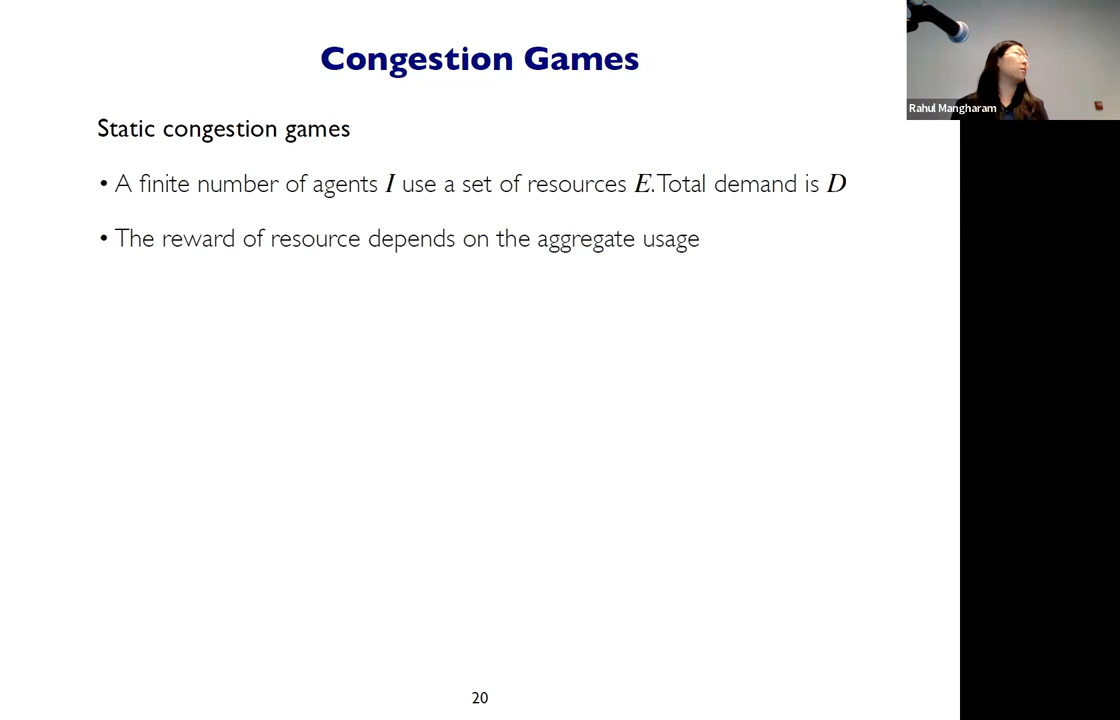 Congestion Games
Rahul Mangharam
Static congestion games
• A finite number of agents I use a set of resources E.Total demand is D
• The reward of resource depends on the aggregate usage
20